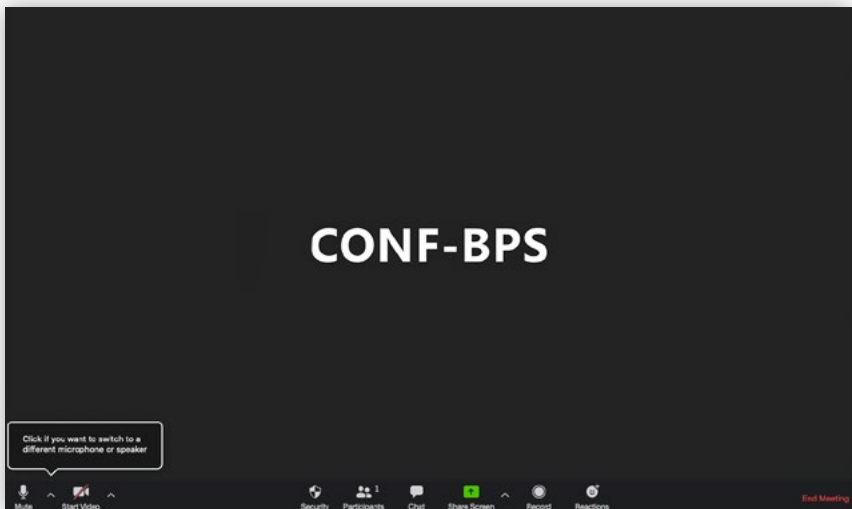 CONF-BPS
Click if you want to switch to a
different microphone or speaker
Mute
Start Video
Security
Participants 1
Chat
Share Screen
Record
Reactions
End Meeting